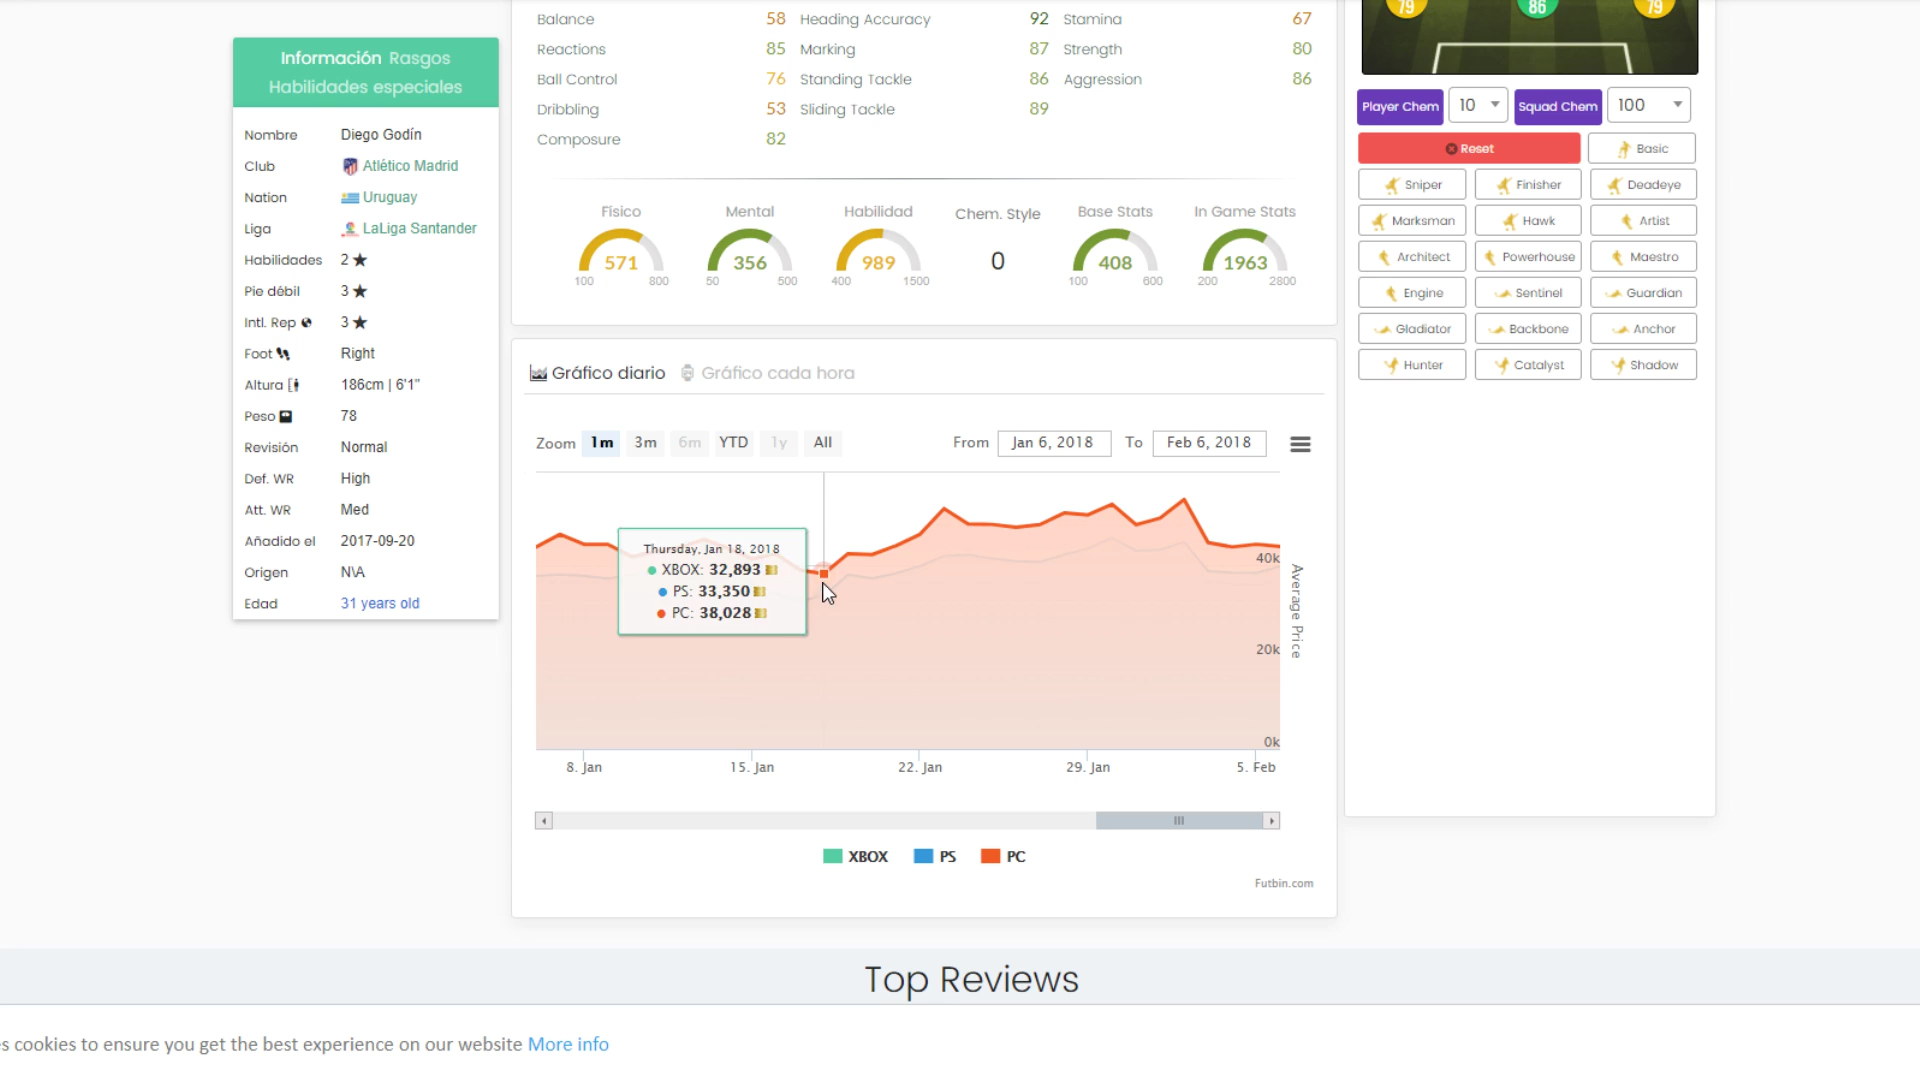 Información Rasgos
Habilidades especiales
Nombre Diego Godín
Club Atlético Madrid
Nation Uruguay
Liga LaLiga Santander
Habilidades 2
Pie débil 3
Intl. Rep 3
Foot Right
Altura 186cm | 6'1"
Peso 78
Revisión Normal
Def. WR High
Att. WR Med
Añadido el 2017-09-20
Origen N\A
Edad 31 years old
Balance 58 Heading Accuracy 92 Stamina 67
Reactions 85 Marking 87 Strength 80
Ball Control 76 Standing Tackle 86 Aggression 86
Dribbling 53 Sliding Tackle 89
Composure 82
Físico Mental Habilidad Chem. Style Base Stats In Game Stats
571 356 989 0 408 1963
100 800 50 500 400 1500 100 600 200 2800
Gráfico diario Gráfico cada hora
Zoom 1m 3m 6m YTD 1y All From Jan 6, 2018 To Feb 6, 2018
Thursday, Jan 18, 2018
XBOX: 32,893
PS: 33,350
PC: 38,028
40k
20k
0k
Average Price
8. Jan 15. Jan 22. Jan 29. Jan 5. Feb
XBOX PS PC
Futbin.com
79 86 79
Player Chem 10 Squad Chem 100
Reset Basic
Sniper Finisher Deadeye
Marksman Hawk Artist
Architect Powerhouse Maestro
Engine Sentinel Guardian
Gladiator Backbone Anchor
Hunter Catalyst Shadow
Top Reviews
s cookies to ensure you get the best experience on our website More info